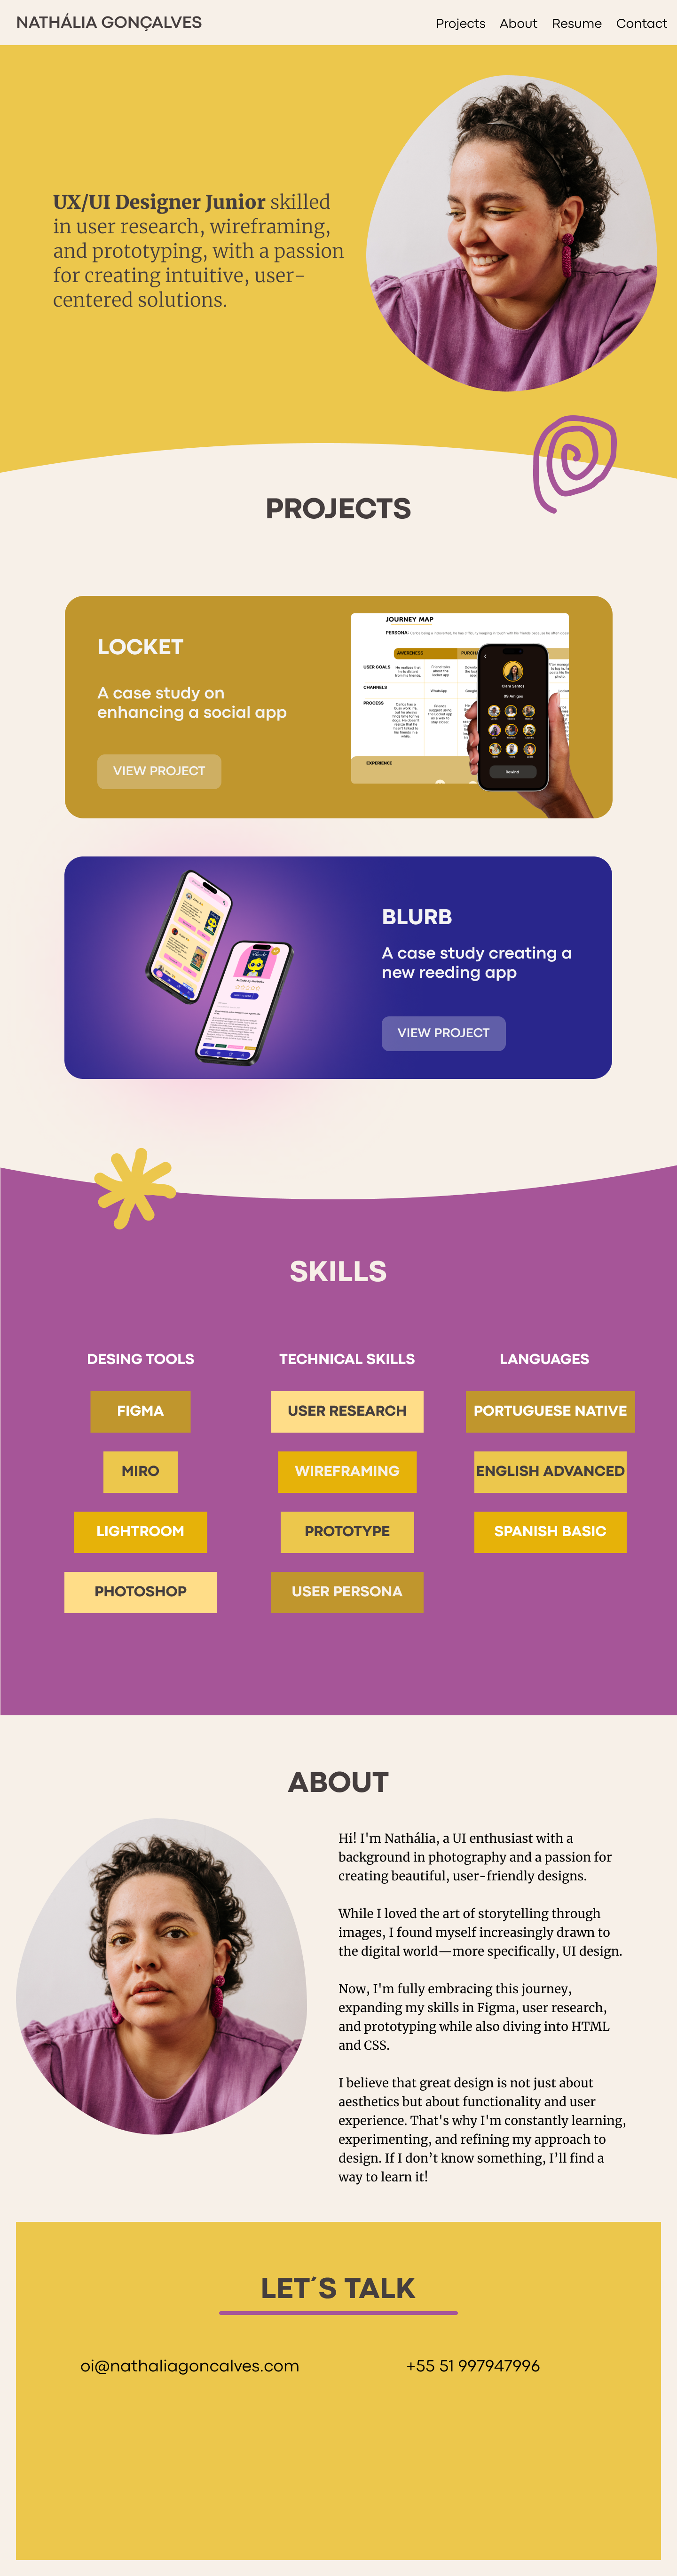 NATHÁLIA GONÇALVES
Projects About Resume Contact
UX/UI Designer Junior skilled
in user research, wireframing,
and prototyping, with a passion
for creating intuitive, user-
centered solutions.
PROJECTS
LOCKET
A case study on
enhancing a social app
VIEW PROJECT
JOURNEY MAP
PERSONA:
AWERENESS
USER GOALS
CHANNELS
WhatsApp
PROCESS
EXPERIENCE
Clara Santos
09 Amigos
Rewind
BLURB
A case study creating a
new reeding app
VIEW PROJECT
SKILLS
DESING TOOLS
FIGMA
MIRO
LIGHTROOM
PHOTOSHOP
TECHNICAL SKILLS
USER RESEARCH
WIREFRAMING
PROTOTYPE
USER PERSONA
LANGUAGES
PORTUGUESE NATIVE
ENGLISH ADVANCED
SPANISH BASIC
ABOUT
Hi! I'm Nathália, a UI enthusiast with a
background in photography and a passion for
creating beautiful, user-friendly designs.
While I loved the art of storytelling through
images, I found myself increasingly drawn to
the digital world—more specifically, UI design.
Now, I'm fully embracing this journey,
expanding my skills in Figma, user research,
and prototyping while also diving into HTML
and CSS.
I believe that great design is not just about
aesthetics but about functionality and user
experience. That's why I'm constantly learning,
experimenting, and refining my approach to
design. If I don’t know something, I’ll find a
way to learn it!
LET´S TALK
oi@nathaliagoncalves.com
+55 51 997947996